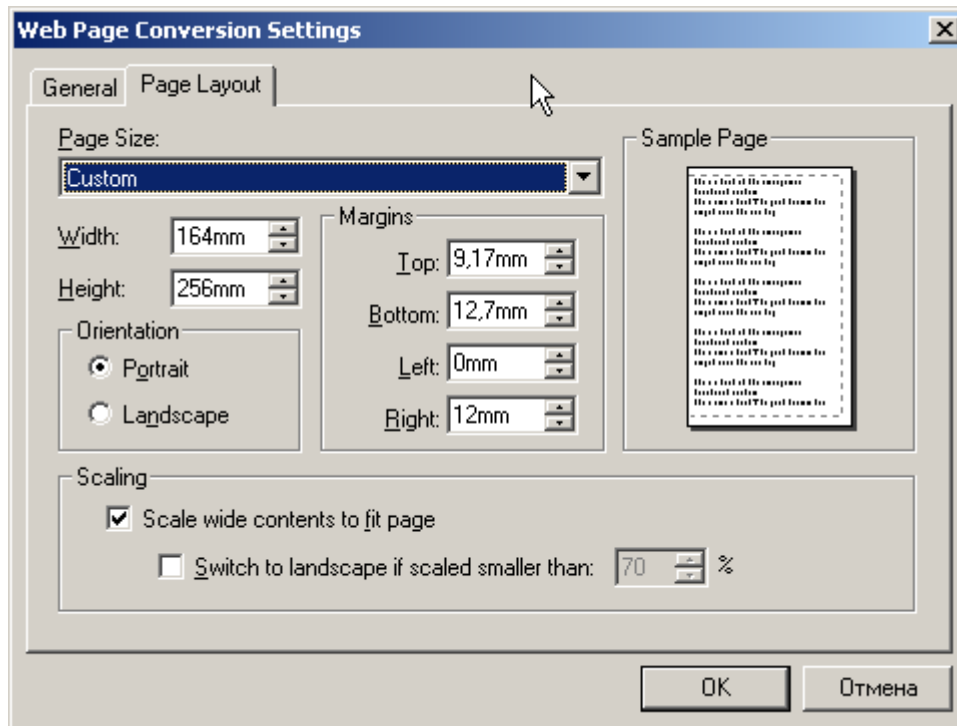 Web Page Conversion Settings
General
Page Layout
Page Size:
Custom
Width: 164mm
Height: 256mm
Orientation
Portrait
Landscape
Margins
Top: 9,17mm
Bottom: 12,7mm
Left: 0mm
Right: 12mm
Sample Page
Scaling
Scale wide contents to fit page
Switch to landscape if scaled smaller than: 70 %
OK
Отмена